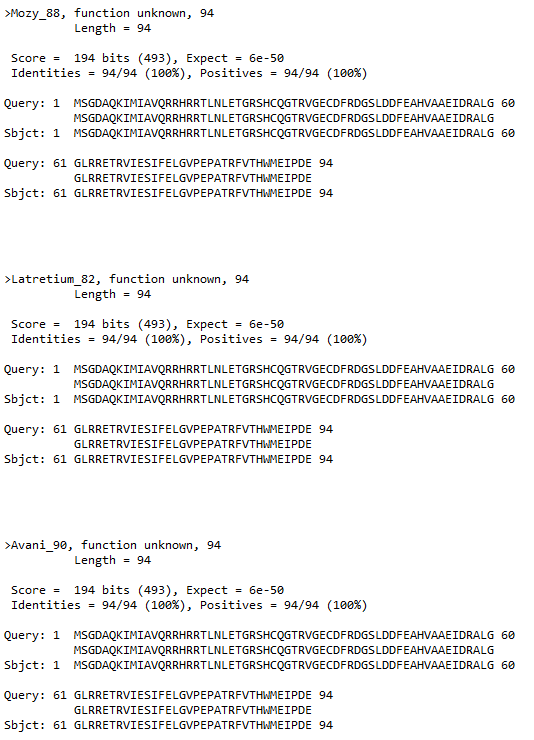 >Mozy_88, function unknown, 94
Length = 94
Score =  194 bits (493), Expect = 6e-50
Identities = 94/94 (100%), Positives = 94/94 (100%)
Query: 1  MSGDAQKIMIAVQRRHRRTLNLETGRSHCQGTRVGECDFRDGSLDDFEAHVAAEIDRALG 60
MSGDAQKIMIAVQRRHRRTLNLETGRSHCQGTRVGECDFRDGSLDDFEAHVAAEIDRALG
Sbjct: 1  MSGDAQKIMIAVQRRHRRTLNLETGRSHCQGTRVGECDFRDGSLDDFEAHVAAEIDRALG 60
Query: 61 GLRRETRVIESIFELGVPEPATRFVTHWMEIPDE 94
GLRRETRVIESIFELGVPEPATRFVTHWMEIPDE
Sbjct: 61 GLRRETRVIESIFELGVPEPATRFVTHWMEIPDE 94
>Latretium_82, function unknown, 94
Length = 94
Score =  194 bits (493), Expect = 6e-50
Identities = 94/94 (100%), Positives = 94/94 (100%)
Query: 1  MSGDAQKIMIAVQRRHRRTLNLETGRSHCQGTRVGECDFRDGSLDDFEAHVAAEIDRALG 60
MSGDAQKIMIAVQRRHRRTLNLETGRSHCQGTRVGECDFRDGSLDDFEAHVAAEIDRALG
Sbjct: 1  MSGDAQKIMIAVQRRHRRTLNLETGRSHCQGTRVGECDFRDGSLDDFEAHVAAEIDRALG 60
Query: 61 GLRRETRVIESIFELGVPEPATRFVTHWMEIPDE 94
GLRRETRVIESIFELGVPEPATRFVTHWMEIPDE
Sbjct: 61 GLRRETRVIESIFELGVPEPATRFVTHWMEIPDE 94
>Avani_90, function unknown, 94
Length = 94
Score =  194 bits (493), Expect = 6e-50
Identities = 94/94 (100%), Positives = 94/94 (100%)
Query: 1  MSGDAQKIMIAVQRRHRRTLNLETGRSHCQGTRVGECDFRDGSLDDFEAHVAAEIDRALG 60
MSGDAQKIMIAVQRRHRRTLNLETGRSHCQGTRVGECDFRDGSLDDFEAHVAAEIDRALG
Sbjct: 1  MSGDAQKIMIAVQRRHRRTLNLETGRSHCQGTRVGECDFRDGSLDDFEAHVAAEIDRALG 60
Query: 61 GLRRETRVIESIFELGVPEPATRFVTHWMEIPDE 94
GLRRETRVIESIFELGVPEPATRFVTHWMEIPDE
Sbjct: 61 GLRRETRVIESIFELGVPEPATRFVTHWMEIPDE 94